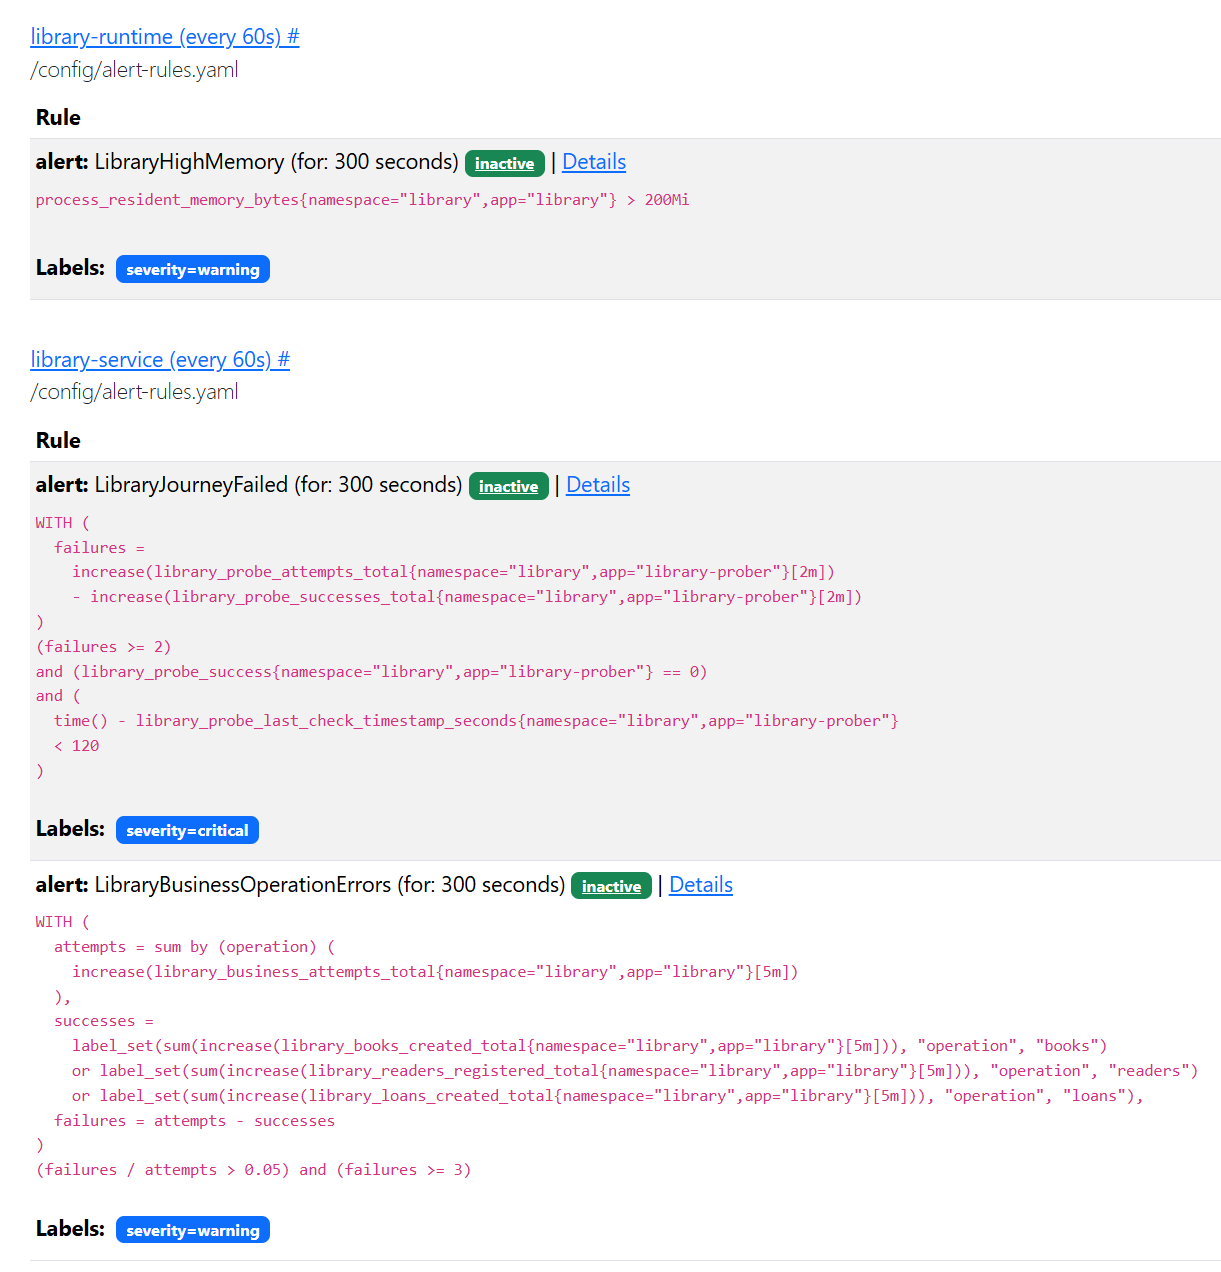 library-runtime (every 60s) #
/config/alert-rules.yaml
Rule
alert: LibraryHighMemory (for: 300 seconds) inactive | Details
process_resident_memory_bytes{namespace="library",app="library"} > 200Mi
Labels: severity=warning
library-service (every 60s) #
/config/alert-rules.yaml
Rule
alert: LibraryJourneyFailed (for: 300 seconds) inactive | Details
WITH (
  failures =
    increase(library_probe_attempts_total{namespace="library",app="library-prober"}[2m])
    - increase(library_probe_successes_total{namespace="library",app="library-prober"}[2m])
)
(failures >= 2)
and (library_probe_success{namespace="library",app="library-prober"} == 0)
and (
  time() - library_probe_last_check_timestamp_seconds{namespace="library",app="library-prober"}
  < 120
)
Labels: severity=critical
alert: LibraryBusinessOperationErrors (for: 300 seconds) inactive | Details
WITH (
  attempts = sum by (operation) (
    increase(library_business_attempts_total{namespace="library",app="library"}[5m])
  ),
  successes =
    label_set(sum(increase(library_books_created_total{namespace="library",app="library"}[5m])), "operation", "books")
    or label_set(sum(increase(library_readers_registered_total{namespace="library",app="library"}[5m])), "operation", "readers")
    or label_set(sum(increase(library_loans_created_total{namespace="library",app="library"}[5m])), "operation", "loans"),
  failures = attempts - successes
)
(failures / attempts > 0.05) and (failures >= 3)
Labels: severity=warning